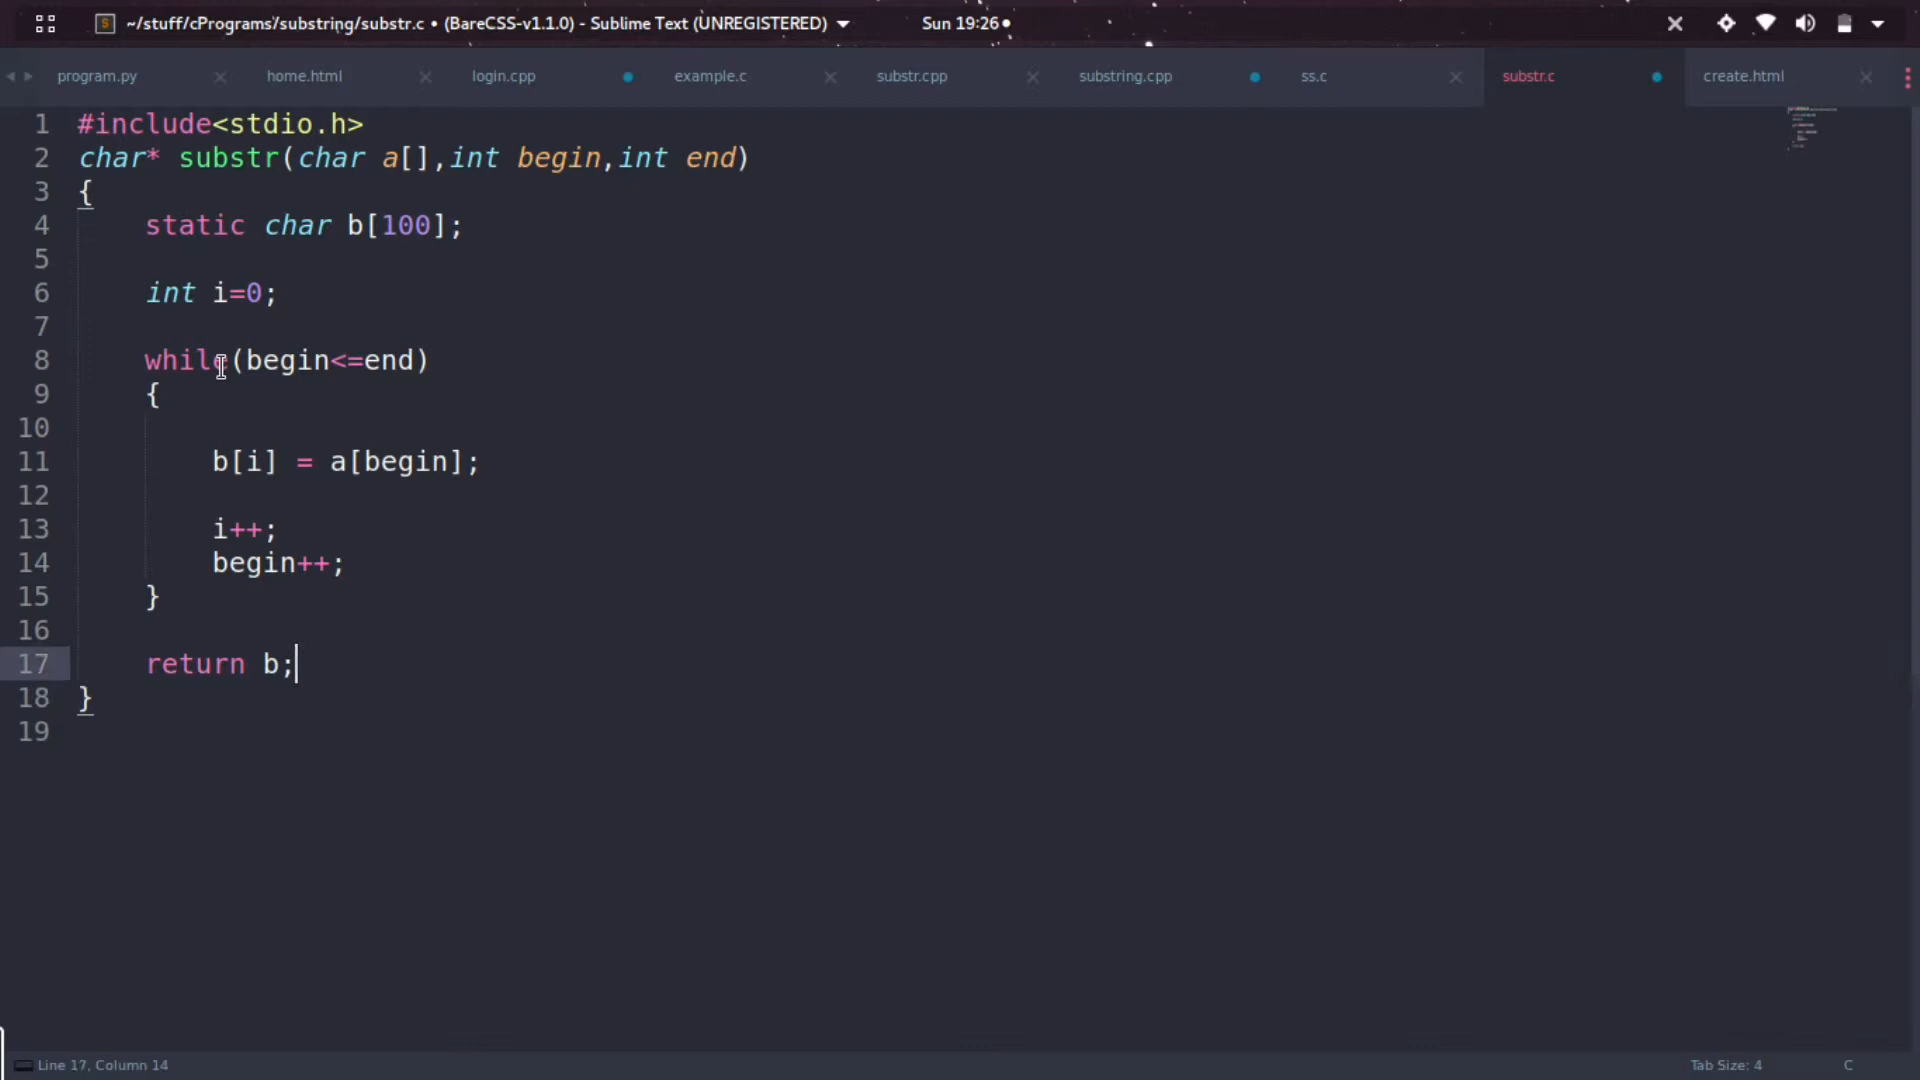 ~/stuff/cPrograms/substring/substr.c • (BareCSS-v1.1.0) - Sublime Text (UNREGISTERED) Sun 19:26
program.py home.html login.cpp example.c substr.cpp substring.cpp ss.c substr.c create.html
1 #include<stdio.h>
2 char* substr(char a[],int begin,int end)
3 {
4 static char b[100];
5
6 int i=0;
7
8 while(begin<=end)
9 {
10
11 b[i] = a[begin];
12
13 i++;
14 begin++;
15 }
16
17 return b;
18 }
19
Line 17, Column 14 Tab Size: 4 C